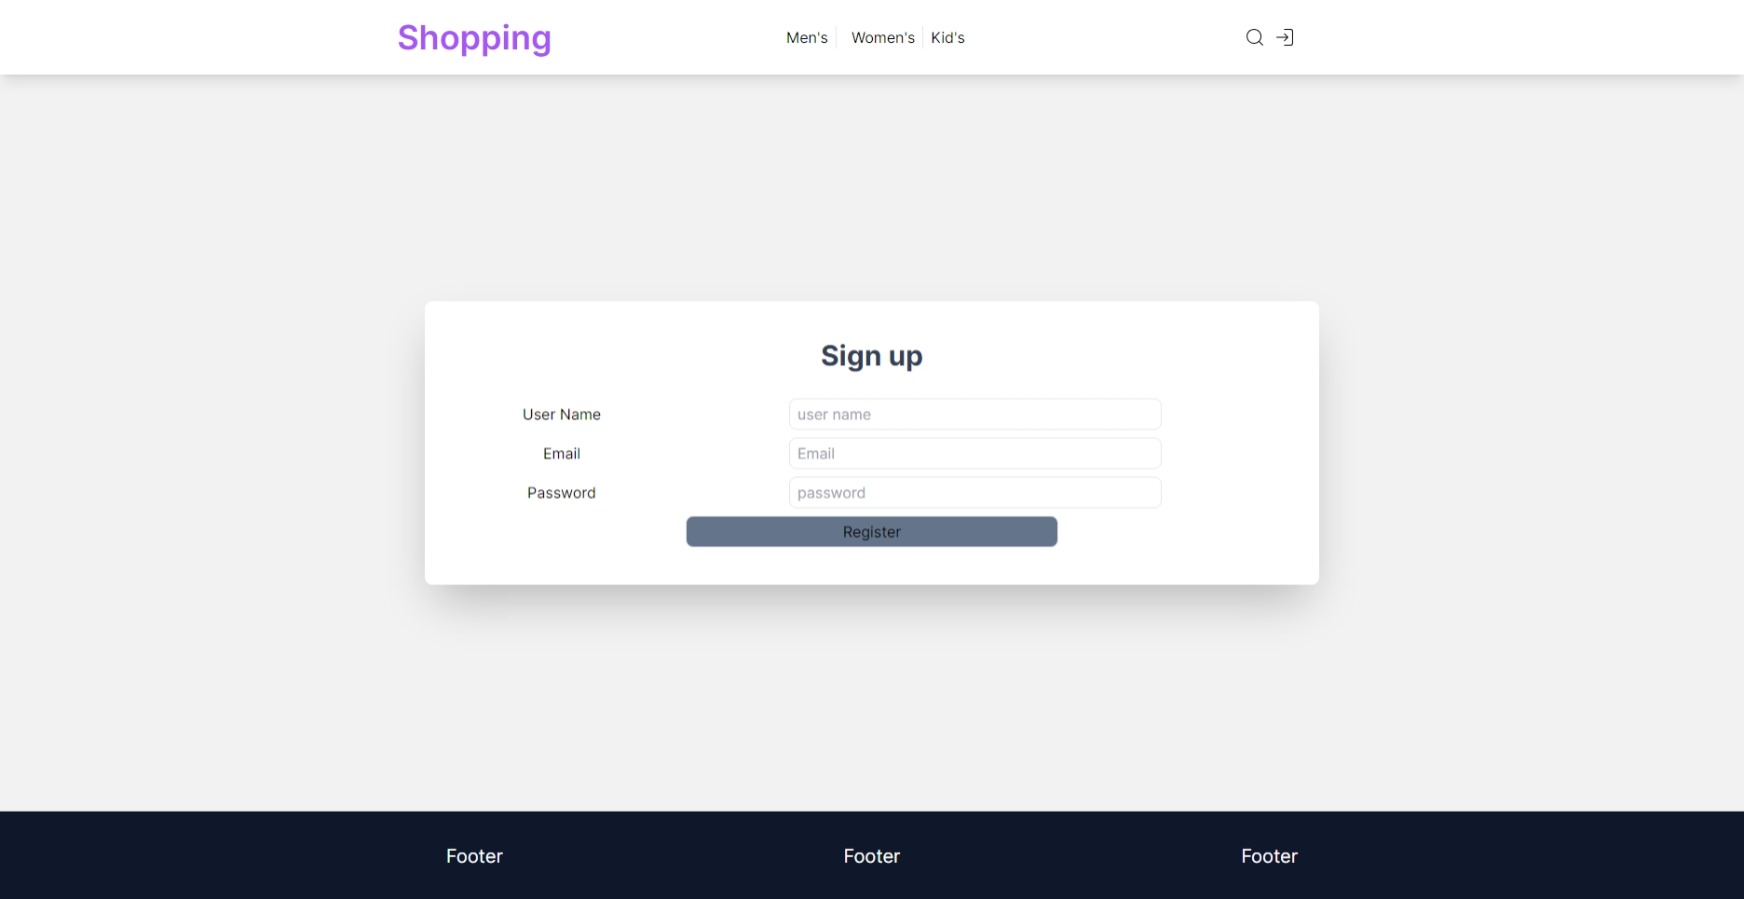 Shopping
Men's Women's Kid's
Sign up
User Name user name
Email Email
Password password
Register
Footer Footer Footer